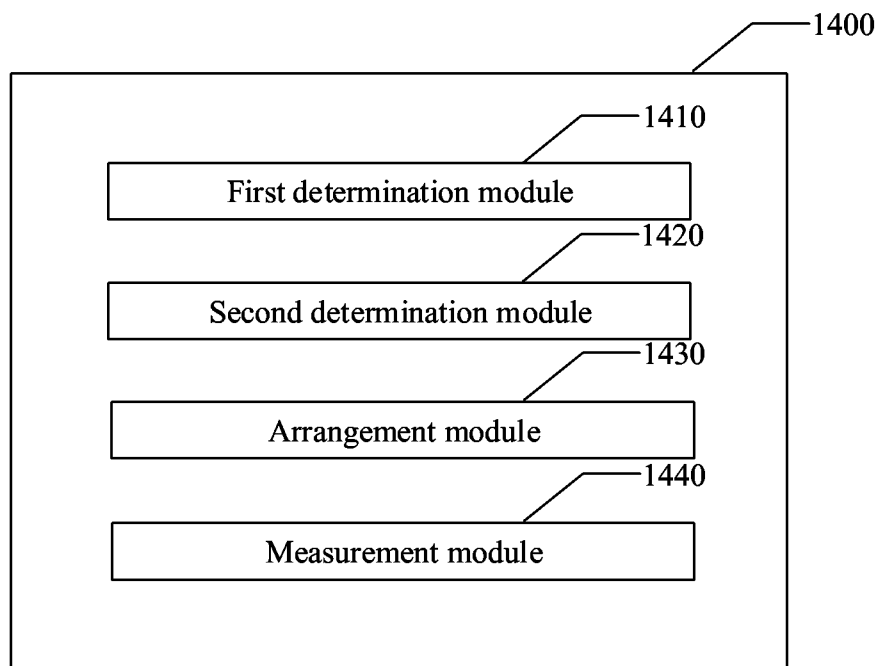 1400
1410
First determination module
1420
Second determination module
1430
Arrangement module
1440
Measurement module